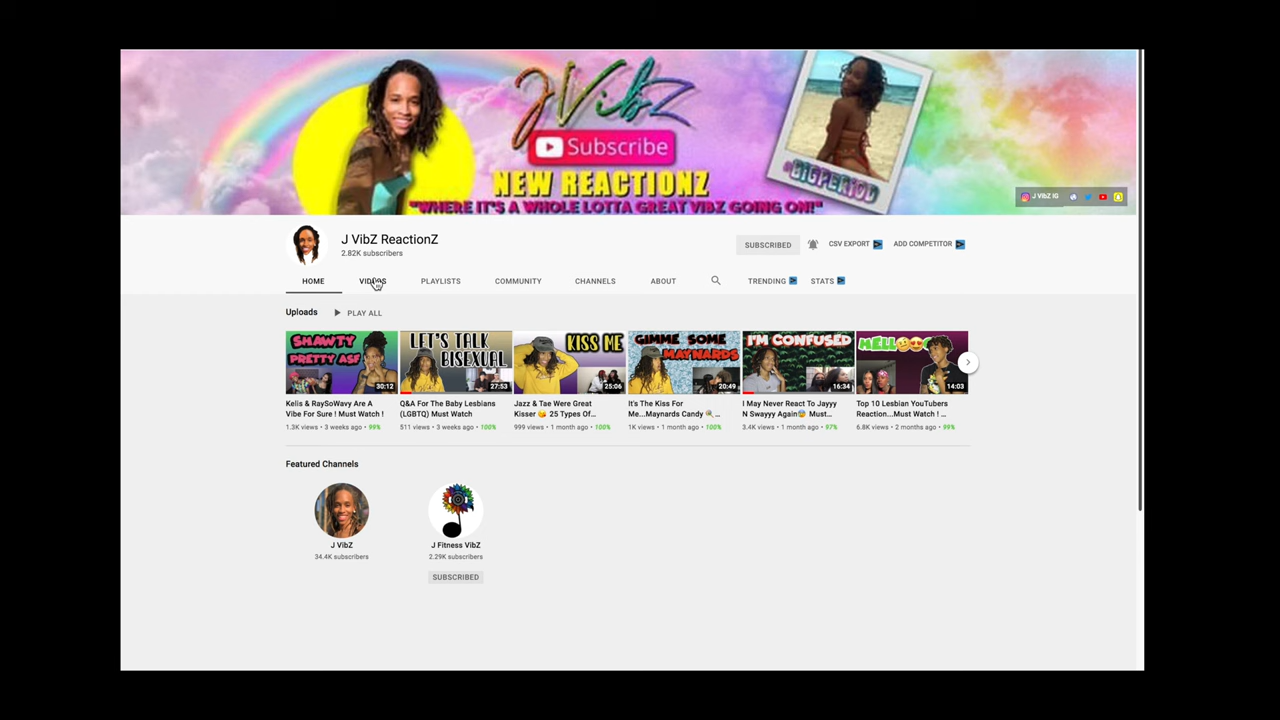 JVibZ
Subscribe
NEW REACTIONZ
"WHERE IT'S A WHOLE LOTTA GREAT VIBZ GOING ON!"
@BIGPERIOD
J VibZ IG
J VibZ ReactionZ
2.82K subscribers
SUBSCRIBED
CSV EXPORT
ADD COMPETITOR
HOME
VIDEOS
PLAYLISTS
COMMUNITY
CHANNELS
ABOUT
TRENDING
STATS
Uploads
PLAY ALL
SHAWTY
PRETTY ASF
30:12
LET'S TALK
BISEXUAL
27:53
KISS ME
25:06
GIMME SOME
MAYNARDS
20:49
I'M CONFUSED
16:34
HELLO
14:03
Kelis & RaySoWavy Are A
Vibe For Sure ! Must Watch !
1.3K views • 3 weeks ago • 99%
Q&A For The Baby Lesbians
(LGBTQ) Must Watch
511 views • 3 weeks ago • 100%
Jazz & Tae Were Great
Kisser 😘 25 Types Of...
999 views • 1 month ago • 100%
It's The Kiss For
Me...Maynards Candy 🍭...
1K views • 1 month ago • 100%
I May Never React To Jayyy
N Swayyy Again😰 Must...
3.4K views • 1 month ago • 97%
Top 10 Lesbian YouTubers
Reaction...Must Watch ! ...
6.8K views • 2 months ago • 99%
Featured Channels
J VibZ
34.4K subscribers
J Fitness VibZ
2.29K subscribers
SUBSCRIBED